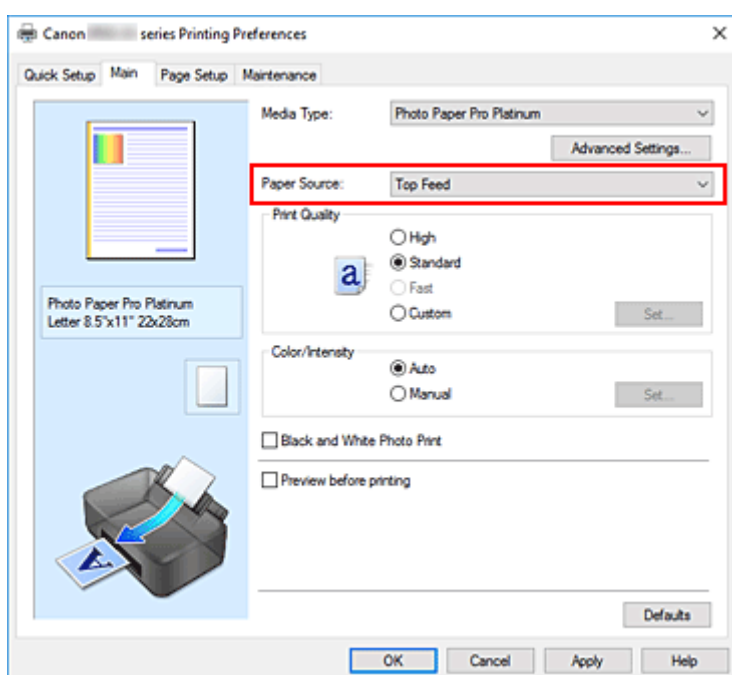 Canon series Printing Preferences
Quick Setup Main Page Setup Maintenance
Media Type: Photo Paper Pro Platinum
Advanced Settings...
Paper Source: Top Feed
Print Quality
High
a
Standard
Fast
Custom Set...
Photo Paper Pro Platinum
Letter 8.5"x11" 22x28cm
Color/Intensity
Auto
Manual Set...
Black and White Photo Print
Preview before printing
A
Defaults
OK Cancel Apply Help